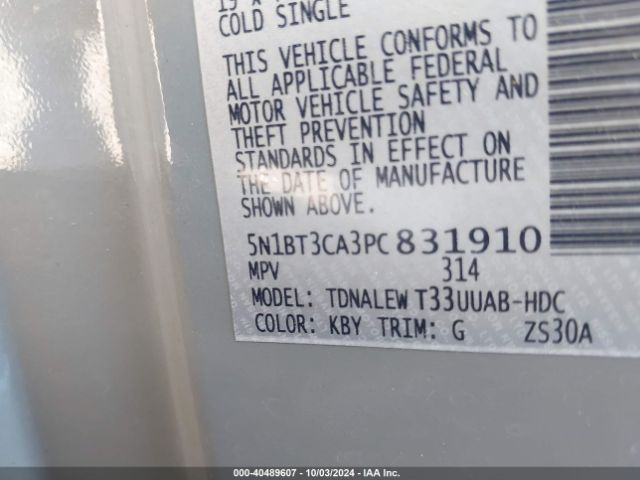 COLD SINGLE
THIS VEHICLE CONFORMS TO
ALL APPLICABLE FEDERAL
MOTOR VEHICLE SAFETY AND
THEFT PREVENTION
STANDARDS IN EFFECT ON
THE DATE OF MANUFACTURE
SHOWN ABOVE.
5N1BT3CA3PC 831910
MPV 314
MODEL: TDNALEW T33UUAB-HDC
COLOR: KBY TRIM: G ZS30A
000-40489607 - 10/03/2024 - IAA Inc.